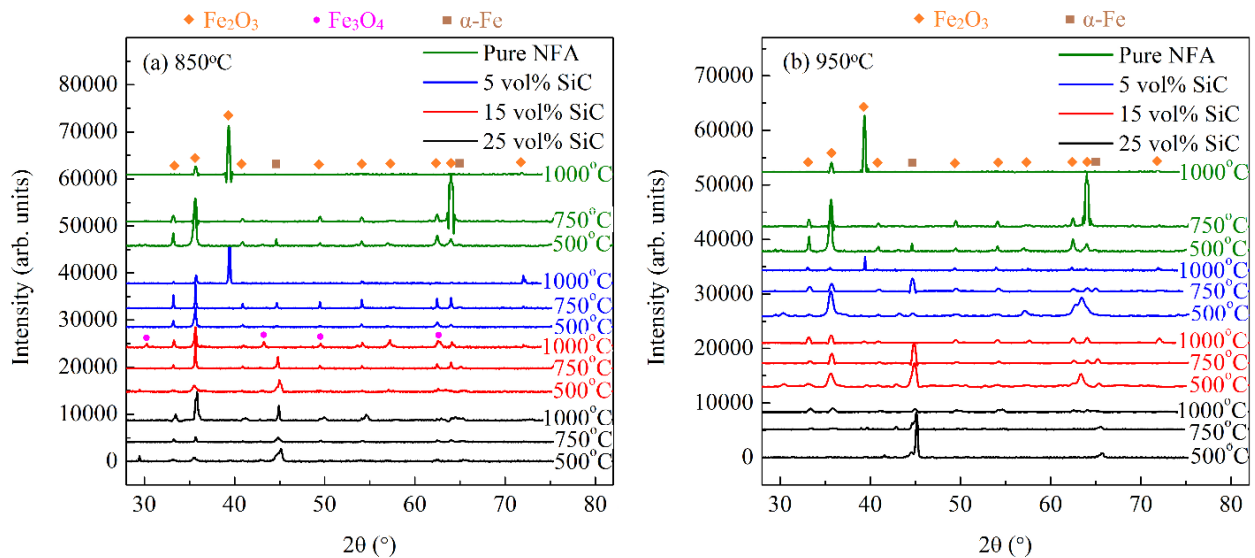 Fe₂O₃ Fe₃O₄ α-Fe
(a) 850°C
Pure NFA
5 vol% SiC
15 vol% SiC
25 vol% SiC
80000
70000
60000
50000
40000
30000
20000
10000
0
Intensity (arb. units)
1000°C
750°C
500°C
1000°C
750°C
500°C
1000°C
750°C
500°C
1000°C
750°C
500°C
30 40 50 60 70 80
2θ (°)
Fe₂O₃ α-Fe
(b) 950°C
Pure NFA
5 vol% SiC
15 vol% SiC
25 vol% SiC
70000
60000
50000
40000
30000
20000
10000
0
Intensity (arb. units)
1000°C
750°C
500°C
1000°C
750°C
500°C
1000°C
750°C
500°C
1000°C
750°C
500°C
30 40 50 60 70 80
2θ (°)